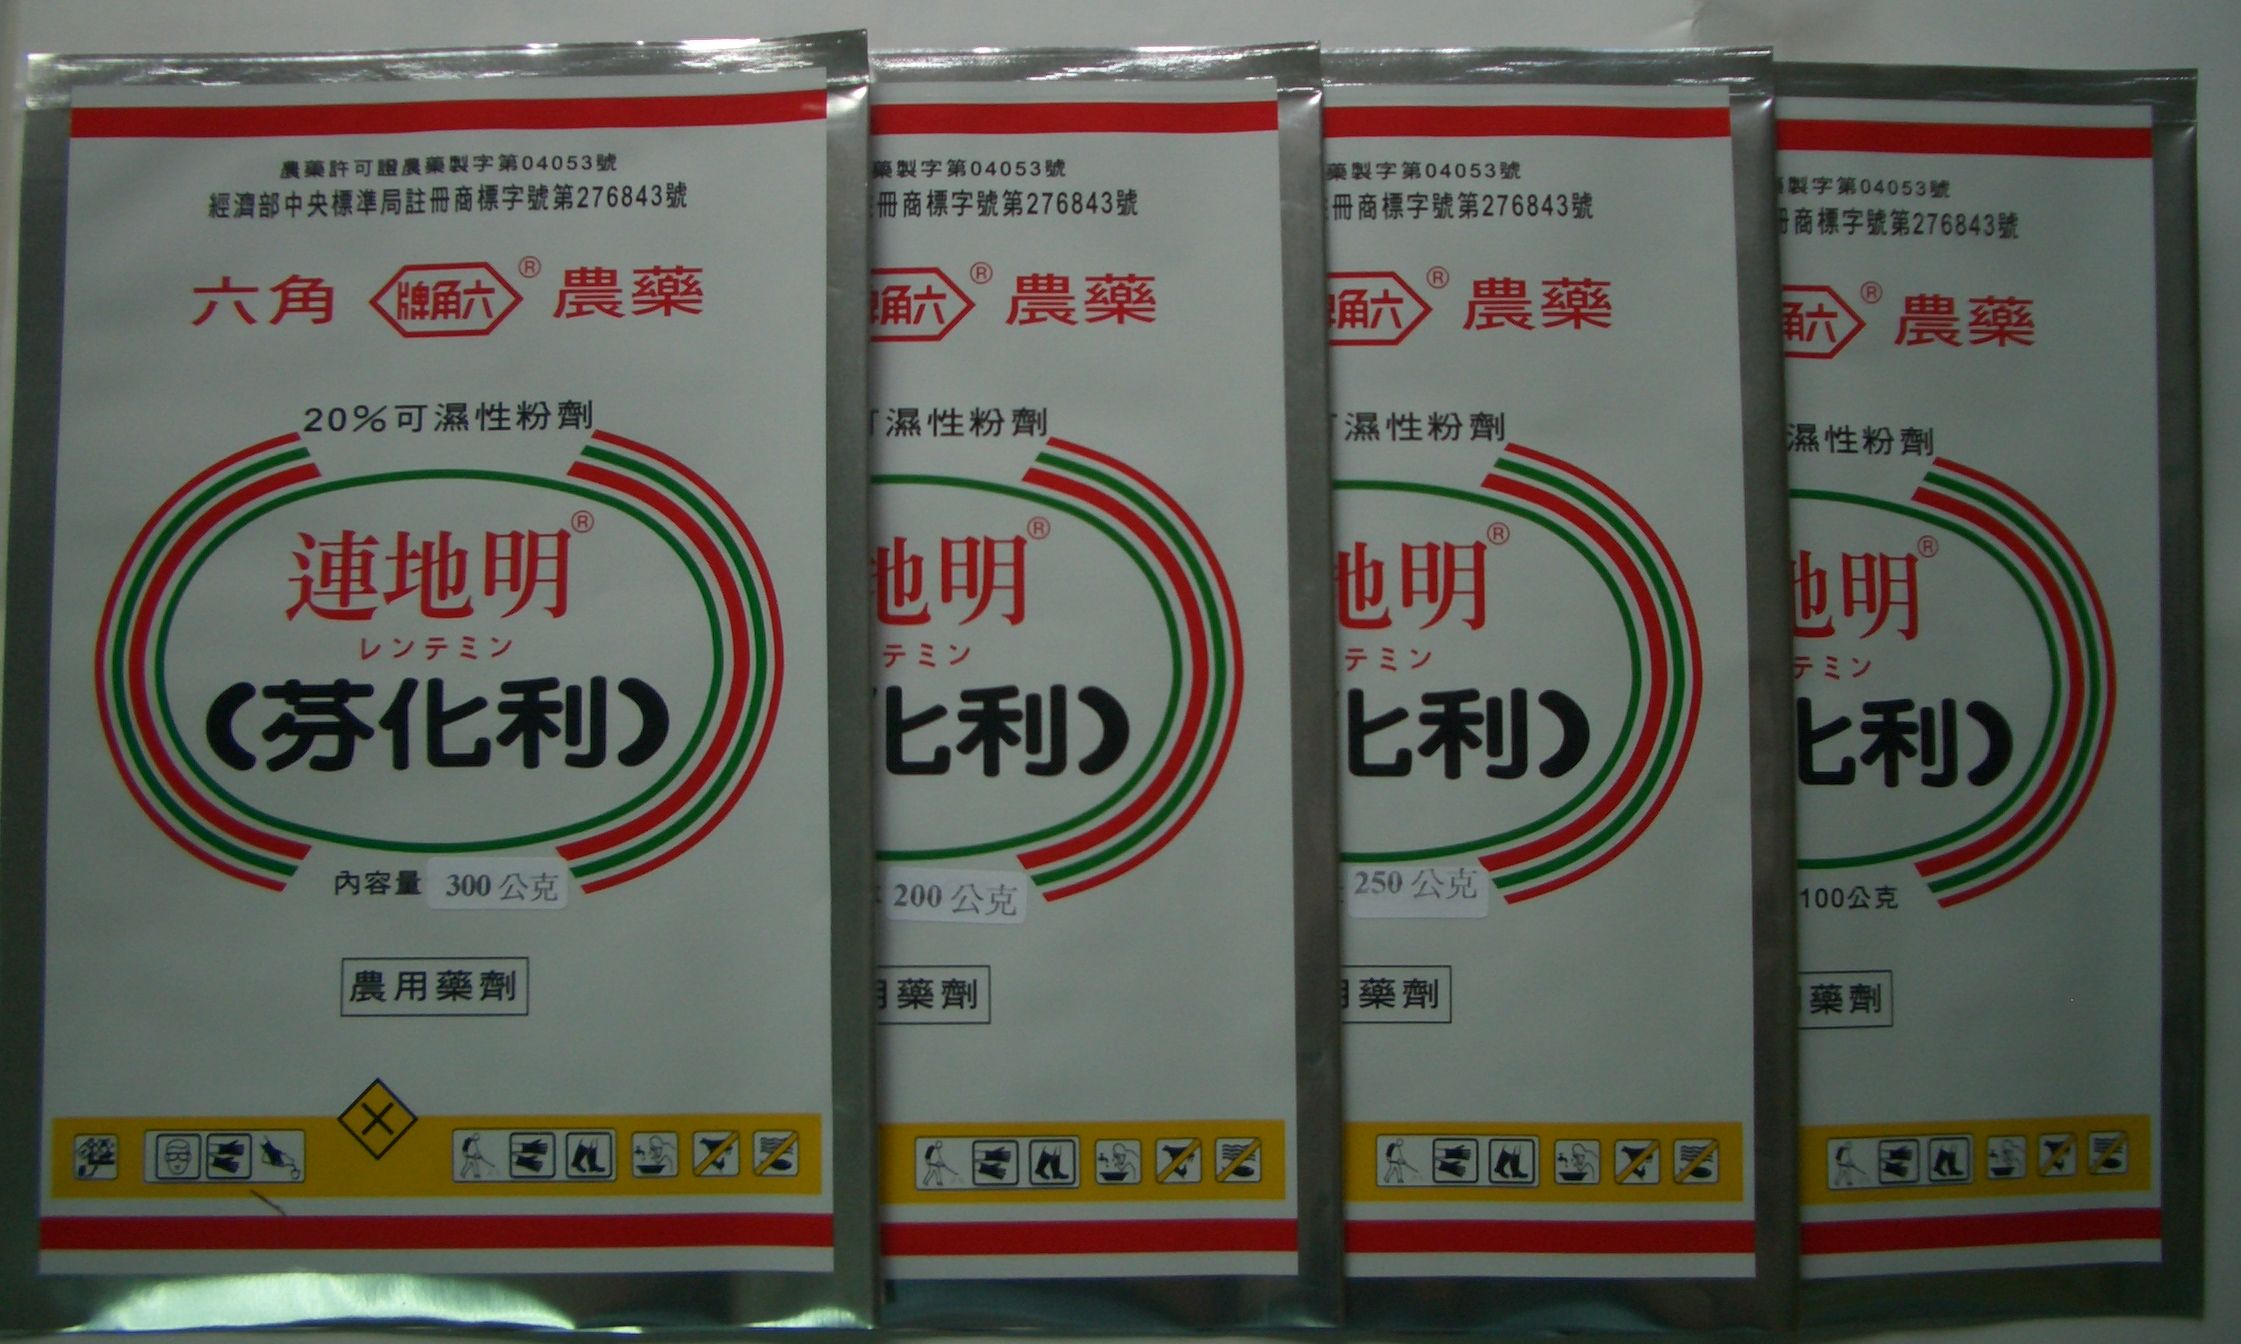 農藥許可證農藥製字第04053號
經濟部中央標準局註冊商標字號第276843號
六角 牌角六® 農藥
20%可濕性粉劑
連地明®
レンテミン
(芬化利)
內容量 300公克
農用藥劑
藥製字第04053號
冊商標字號第276843號
角六® 農藥
濕性粉劑
地明®
テミン
化利)
200公克
藥劑
藥製字第04053號
冊商標字號第276843號
角六® 農藥
濕性粉劑
地明®
テミン
化利)
250公克
藥劑
製字第04053號
商標字號第276843號
角六® 農藥
濕性粉劑
地明®
テミン
化利)
100公克
藥劑